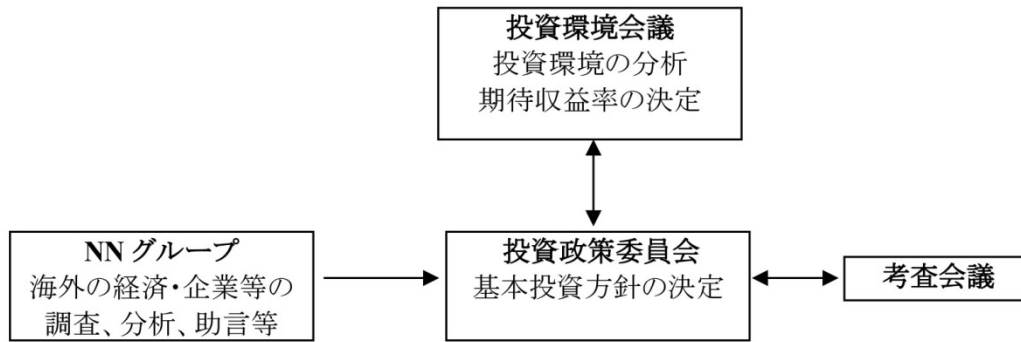 投資環境会議
投資環境の分析
期待収益率の決定
NN グループ
海外の経済・企業等の
調査、分析、助言等
投資政策委員会
基本投資方針の決定
考査会議